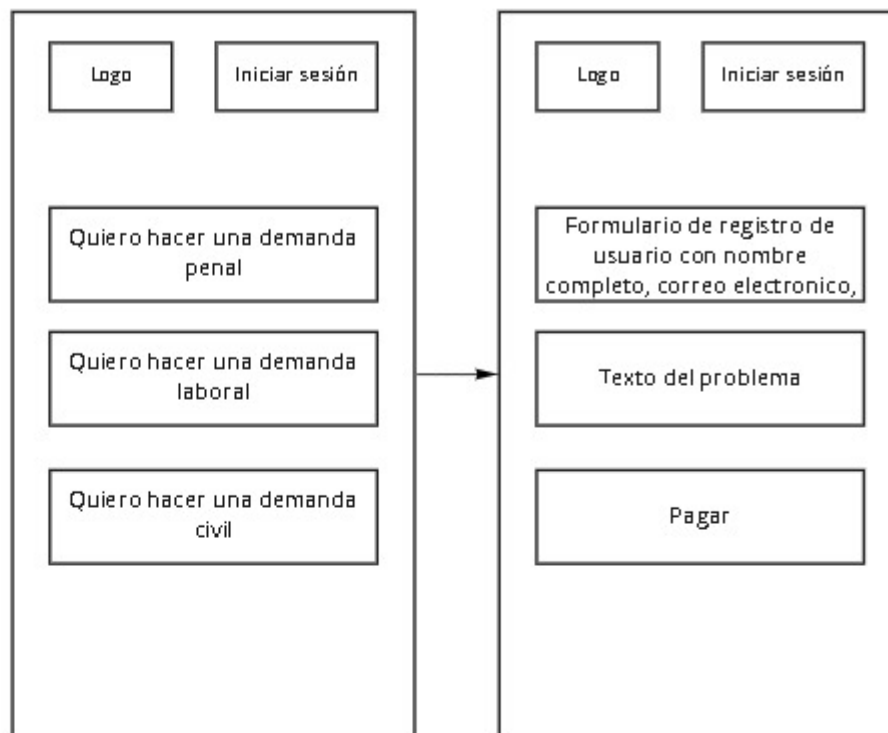 Logo
Iniciar sesión
Quiero hacer una demanda
penal
Quiero hacer una demanda
laboral
Quiero hacer una demanda
civil
Logo
Iniciar sesión
Formulario de registro de
usuario con nombre
completo, correo electronico,
Texto del problema
Pagar